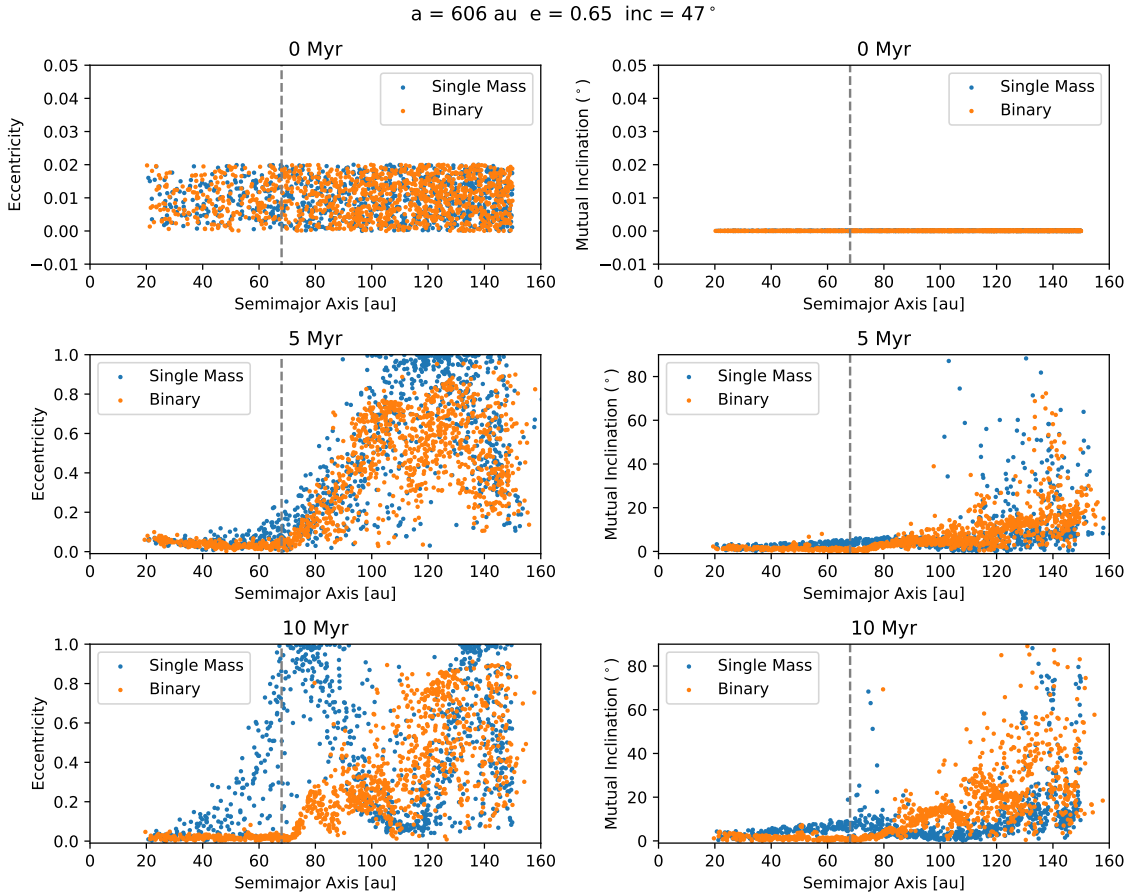 a = 606 au  e = 0.65  inc = 47°
0 Myr
Eccentricity
0.05
0.04
0.03
0.02
0.01
0.00
−0.01
Single Mass
Binary
0 20 40 60 80 100 120 140 160
Semimajor Axis [au]
0 Myr
Mutual Inclination (°)
0.05
0.04
0.03
0.02
0.01
0.00
−0.01
Single Mass
Binary
0 20 40 60 80 100 120 140 160
Semimajor Axis [au]
5 Myr
Eccentricity
1.0
0.8
0.6
0.4
0.2
0.0
Single Mass
Binary
0 20 40 60 80 100 120 140 160
Semimajor Axis [au]
5 Myr
Mutual Inclination (°)
80
60
40
20
0
Single Mass
Binary
0 20 40 60 80 100 120 140 160
Semimajor Axis [au]
10 Myr
Eccentricity
1.0
0.8
0.6
0.4
0.2
0.0
Single Mass
Binary
0 20 40 60 80 100 120 140 160
Semimajor Axis [au]
10 Myr
Mutual Inclination (°)
80
60
40
20
0
Single Mass
Binary
0 20 40 60 80 100 120 140 160
Semimajor Axis [au]